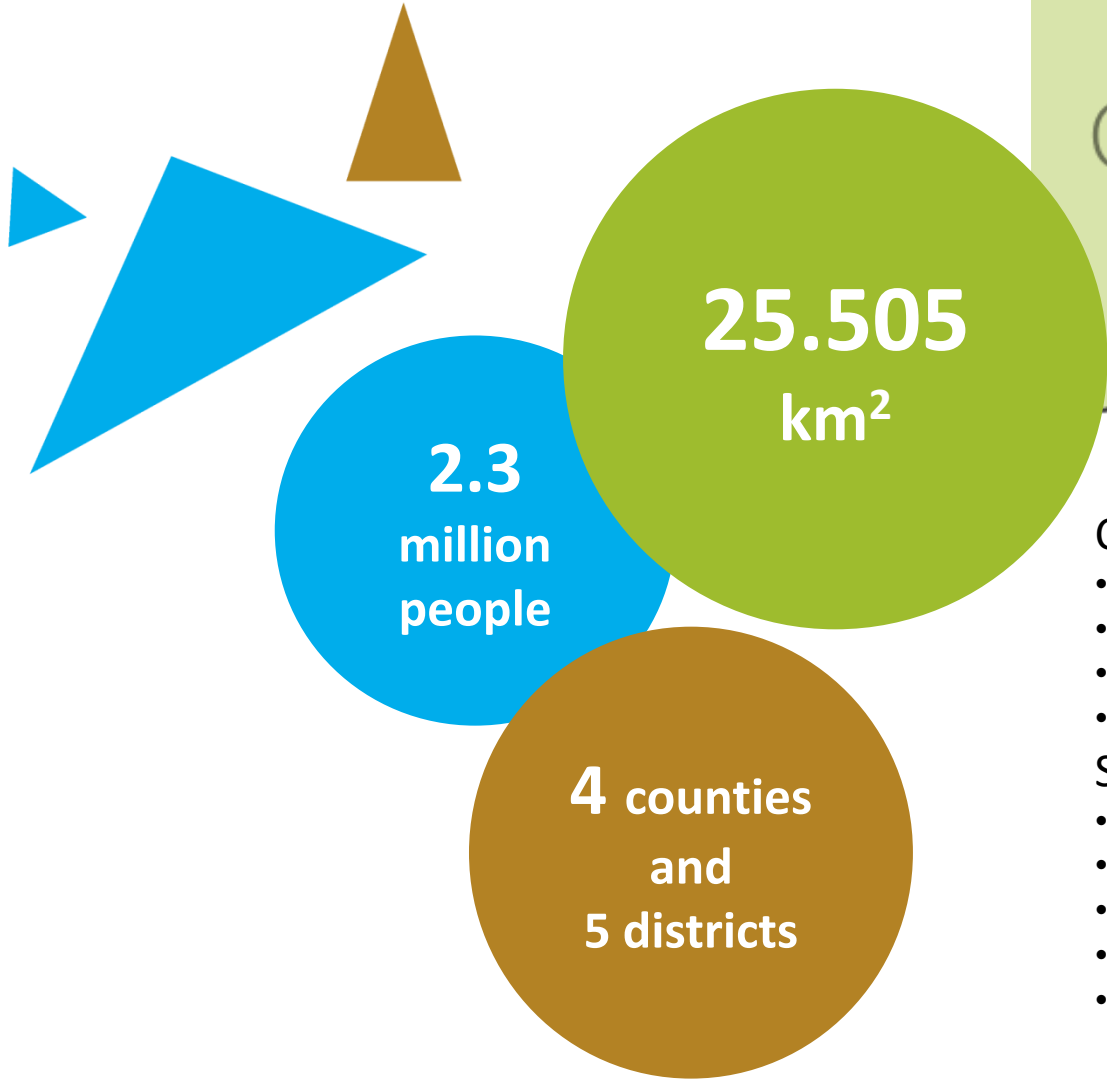 25.505
km²
2.3
million
people
4 counties
and
5 districts